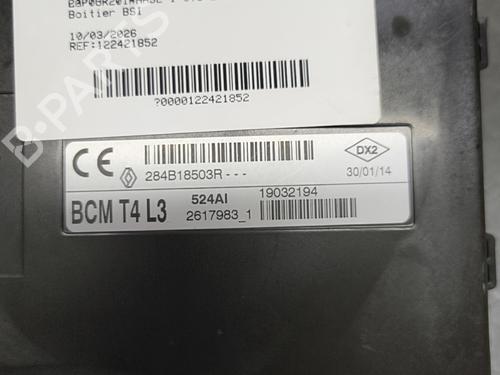 Boitier BSI
10/03/2026
REF:122421852
?0000122421852
B-PARTS
CE
284B18503R---
DX2
30/01/14
BCM T4 L3
524AI
19032194
2617983_1